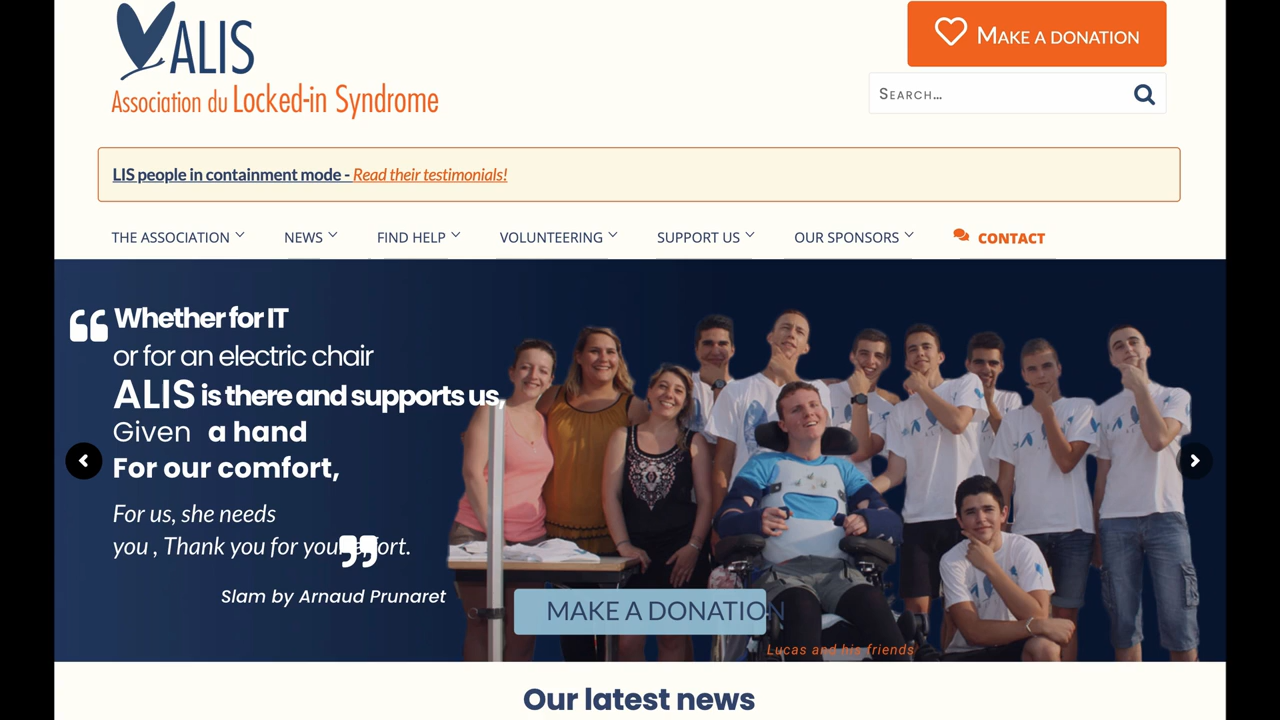 ALIS
Association du Locked-in Syndrome
MAKE A DONATION
SEARCH...
LIS people in containment mode - Read their testimonials!
THE ASSOCIATION NEWS FIND HELP VOLUNTEERING SUPPORT US OUR SPONSORS CONTACT
“ Whether for IT
or for an electric chair
ALIS is there and supports us,
Given a hand
For our comfort,
For us, she needs
you , Thank you for your effort. ”
Slam by Arnaud Prunaret
MAKE A DONATION
Lucas and his friends
Our latest news